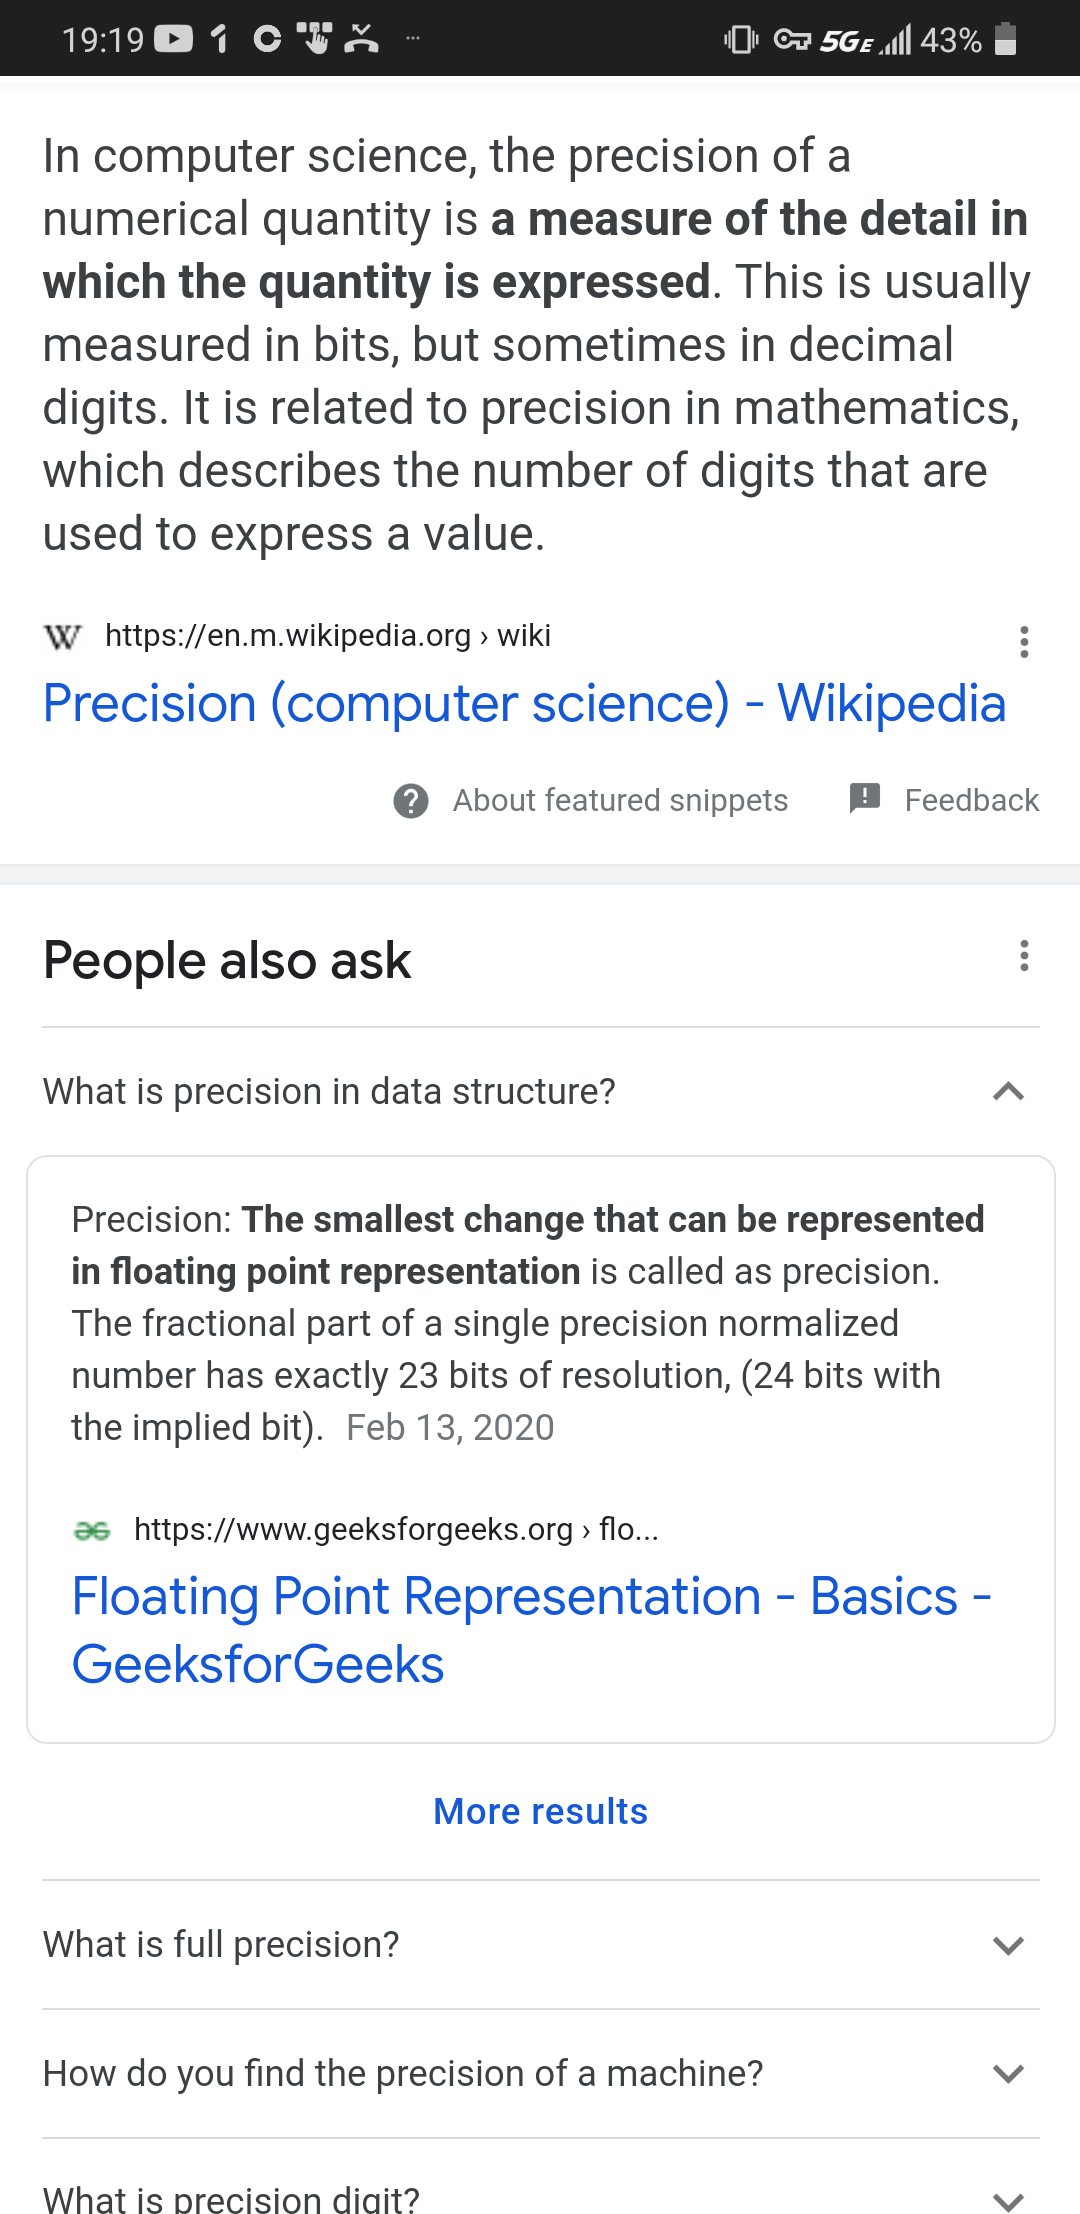 19:19 5GE 43%
In computer science, the precision of a
numerical quantity is a measure of the detail in
which the quantity is expressed. This is usually
measured in bits, but sometimes in decimal
digits. It is related to precision in mathematics,
which describes the number of digits that are
used to express a value.
W https://en.m.wikipedia.org › wiki
Precision (computer science) - Wikipedia
About featured snippets Feedback
People also ask
What is precision in data structure?
Precision: The smallest change that can be represented
in floating point representation is called as precision.
The fractional part of a single precision normalized
number has exactly 23 bits of resolution, (24 bits with
the implied bit). Feb 13, 2020
https://www.geeksforgeeks.org › flo...
Floating Point Representation - Basics -
GeeksforGeeks
More results
What is full precision?
How do you find the precision of a machine?
What is precision digit?